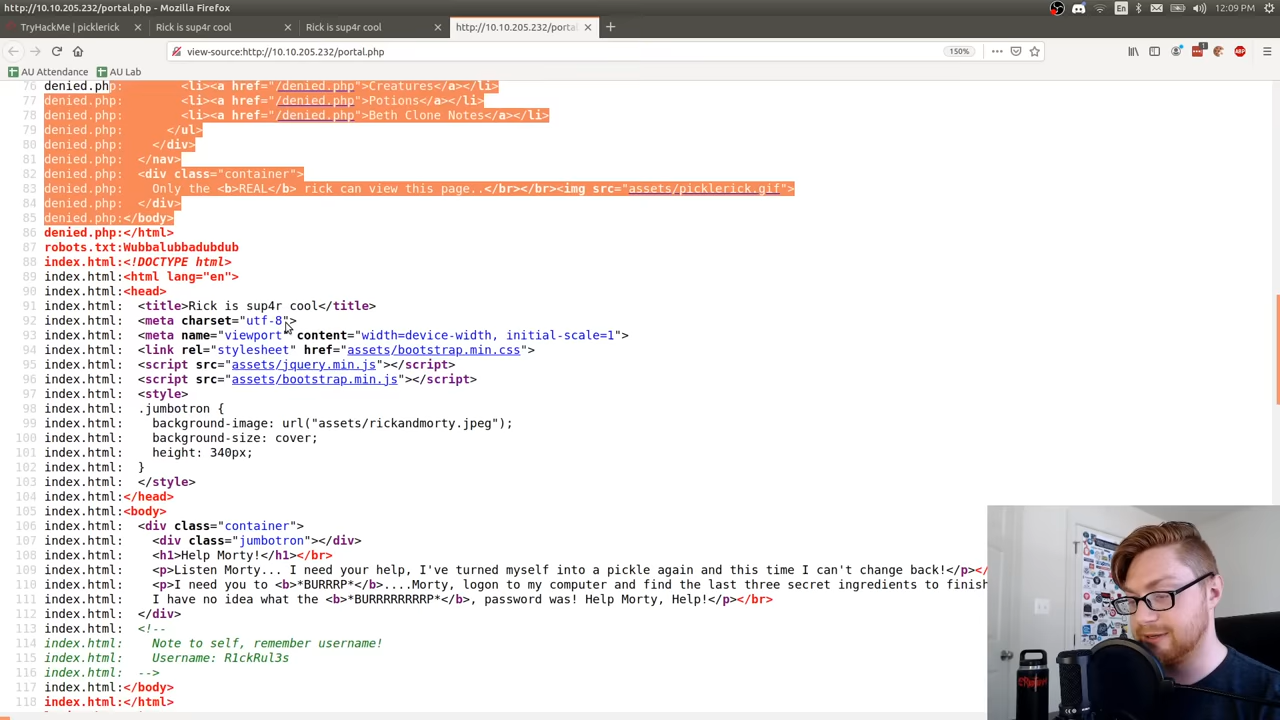 http://10.10.205.232/portal.php - Mozilla Firefox
En
12:09 PM
TryHackMe | picklerick
Rick is sup4r cool
Rick is sup4r cool
http://10.10.205.232/porta
view-source:http://10.10.205.232/portal.php
150%
AU Attendance
AU Lab
76 denied.php:        <li><a href="/denied.php">Creatures</a></li>
77 denied.php:        <li><a href="/denied.php">Potions</a></li>
78 denied.php:        <li><a href="/denied.php">Beth Clone Notes</a></li>
79 denied.php:      </ul>
80 denied.php:    </div>
81 denied.php:  </nav>
82 denied.php:  <div class="container">
83 denied.php:    Only the <b>REAL</b> rick can view this page..</br></br><img src="assets/picklerick.gif">
84 denied.php:  </div>
85 denied.php:</body>
86 denied.php:</html>
87 robots.txt:Wubbalubbadubdub
88 index.html:<!DOCTYPE html>
89 index.html:<html lang="en">
90 index.html:<head>
91 index.html:  <title>Rick is sup4r cool</title>
92 index.html:  <meta charset="utf-8">
93 index.html:  <meta name="viewport" content="width=device-width, initial-scale=1">
94 index.html:  <link rel="stylesheet" href="assets/bootstrap.min.css">
95 index.html:  <script src="assets/jquery.min.js"></script>
96 index.html:  <script src="assets/bootstrap.min.js"></script>
97 index.html:  <style>
98 index.html:  .jumbotron {
99 index.html:    background-image: url("assets/rickandmorty.jpeg");
100 index.html:    background-size: cover;
101 index.html:    height: 340px;
102 index.html:  }
103 index.html:  </style>
104 index.html:</head>
105 index.html:<body>
106 index.html:  <div class="container">
107 index.html:    <div class="jumbotron"></div>
108 index.html:    <h1>Help Morty!</h1></br>
109 index.html:    <p>Listen Morty... I need your help, I've turned myself into a pickle again and this time I can't change back!</p></
110 index.html:    <p>I need you to <b>*BURRRP*</b>....Morty, logon to my computer and find the last three secret ingredients to finish
111 index.html:    I have no idea what the <b>*BURRRRRRRRP*</b>, password was! Help Morty, Help!</p></br>
112 index.html:  </div>
113 index.html:  <!--
114 index.html:    Note to self, remember username!
115 index.html:    Username: R1ckRul3s
116 index.html:  -->
117 index.html:</body>
118 index.html:</html>